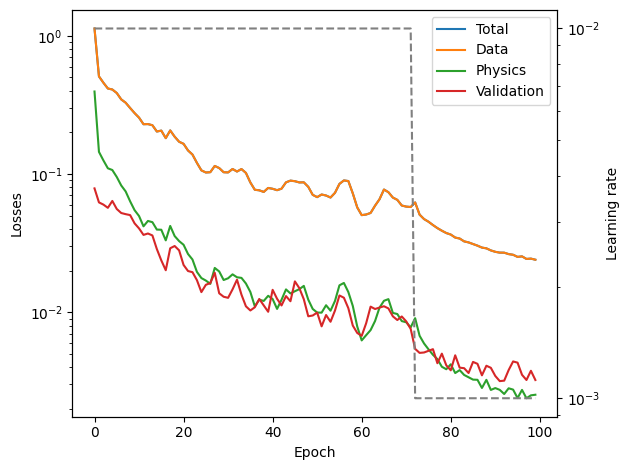 Total
Data
Physics
Validation
10⁰
10⁻¹
10⁻²
Losses
10⁻²
10⁻³
Learning rate
0 20 40 60 80 100
Epoch